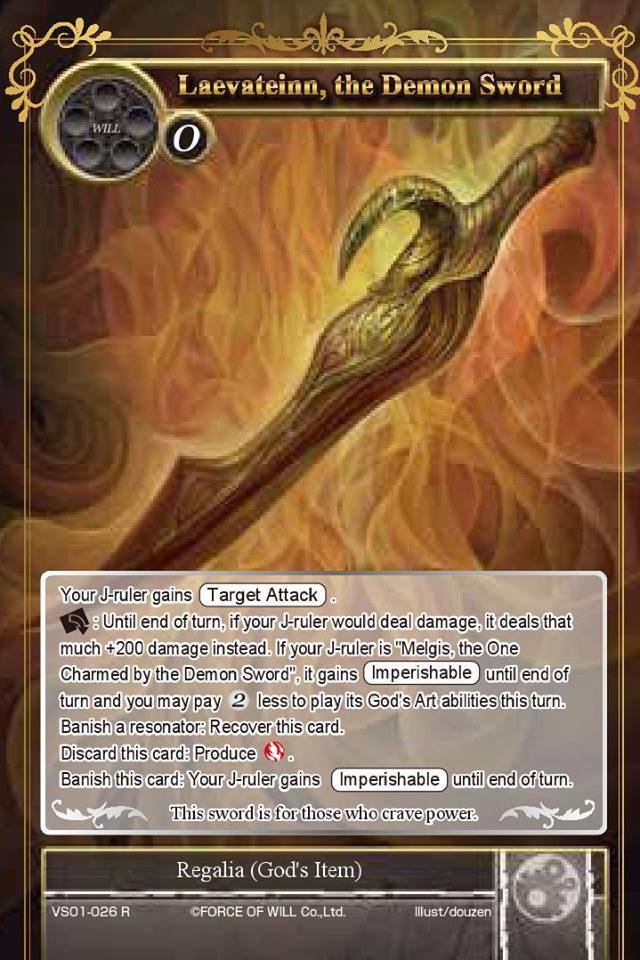 Laevateinn, the Demon Sword
WILL
0
Your J-ruler gains Target Attack .
: Until end of turn, if your J-ruler would deal damage, it deals that
much +200 damage instead. If your J-ruler is "Melgis, the One
Charmed by the Demon Sword", it gains Imperishable until end of
turn and you may pay 2 less to play its God's Art abilities this turn.
Banish a resonator: Recover this card.
Discard this card: Produce .
Banish this card: Your J-ruler gains Imperishable until end of turn.
This sword is for those who crave power.
Regalia (God's Item)
VS01-026 R ©FORCE OF WILL Co.,Ltd. Illust/douzen